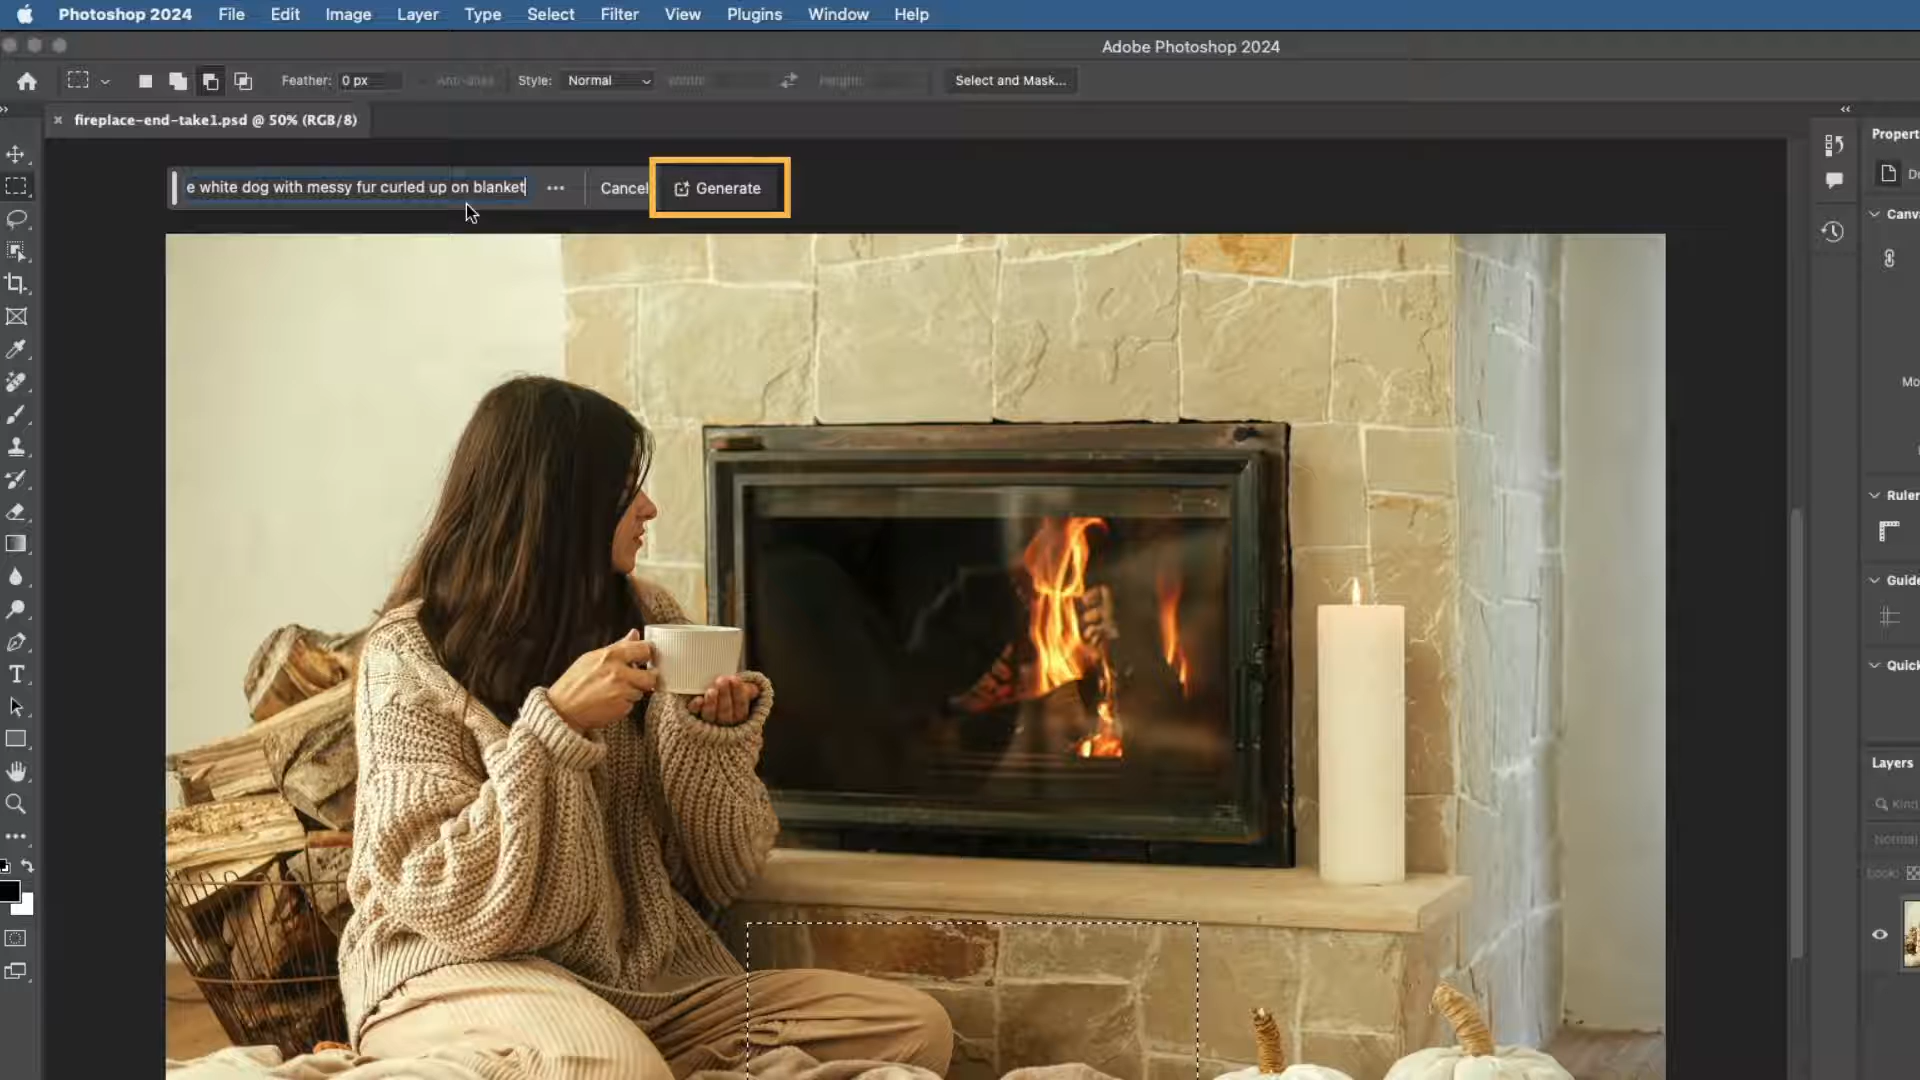 Photoshop 2024 File Edit Image Layer Type Select Filter View Plugins Window Help
Adobe Photoshop 2024
Feather: 0 px Anti-alias Style: Normal Width: Height: Select and Mask...
fireplace-end-take1.psd @ 50% (RGB/8)
Propert
e white dog with messy fur curled up on blanket Cancel Generate
Do
Canv
Mo
Ruler
Guide
Quick
Layers
Kind
Normal
Lock: